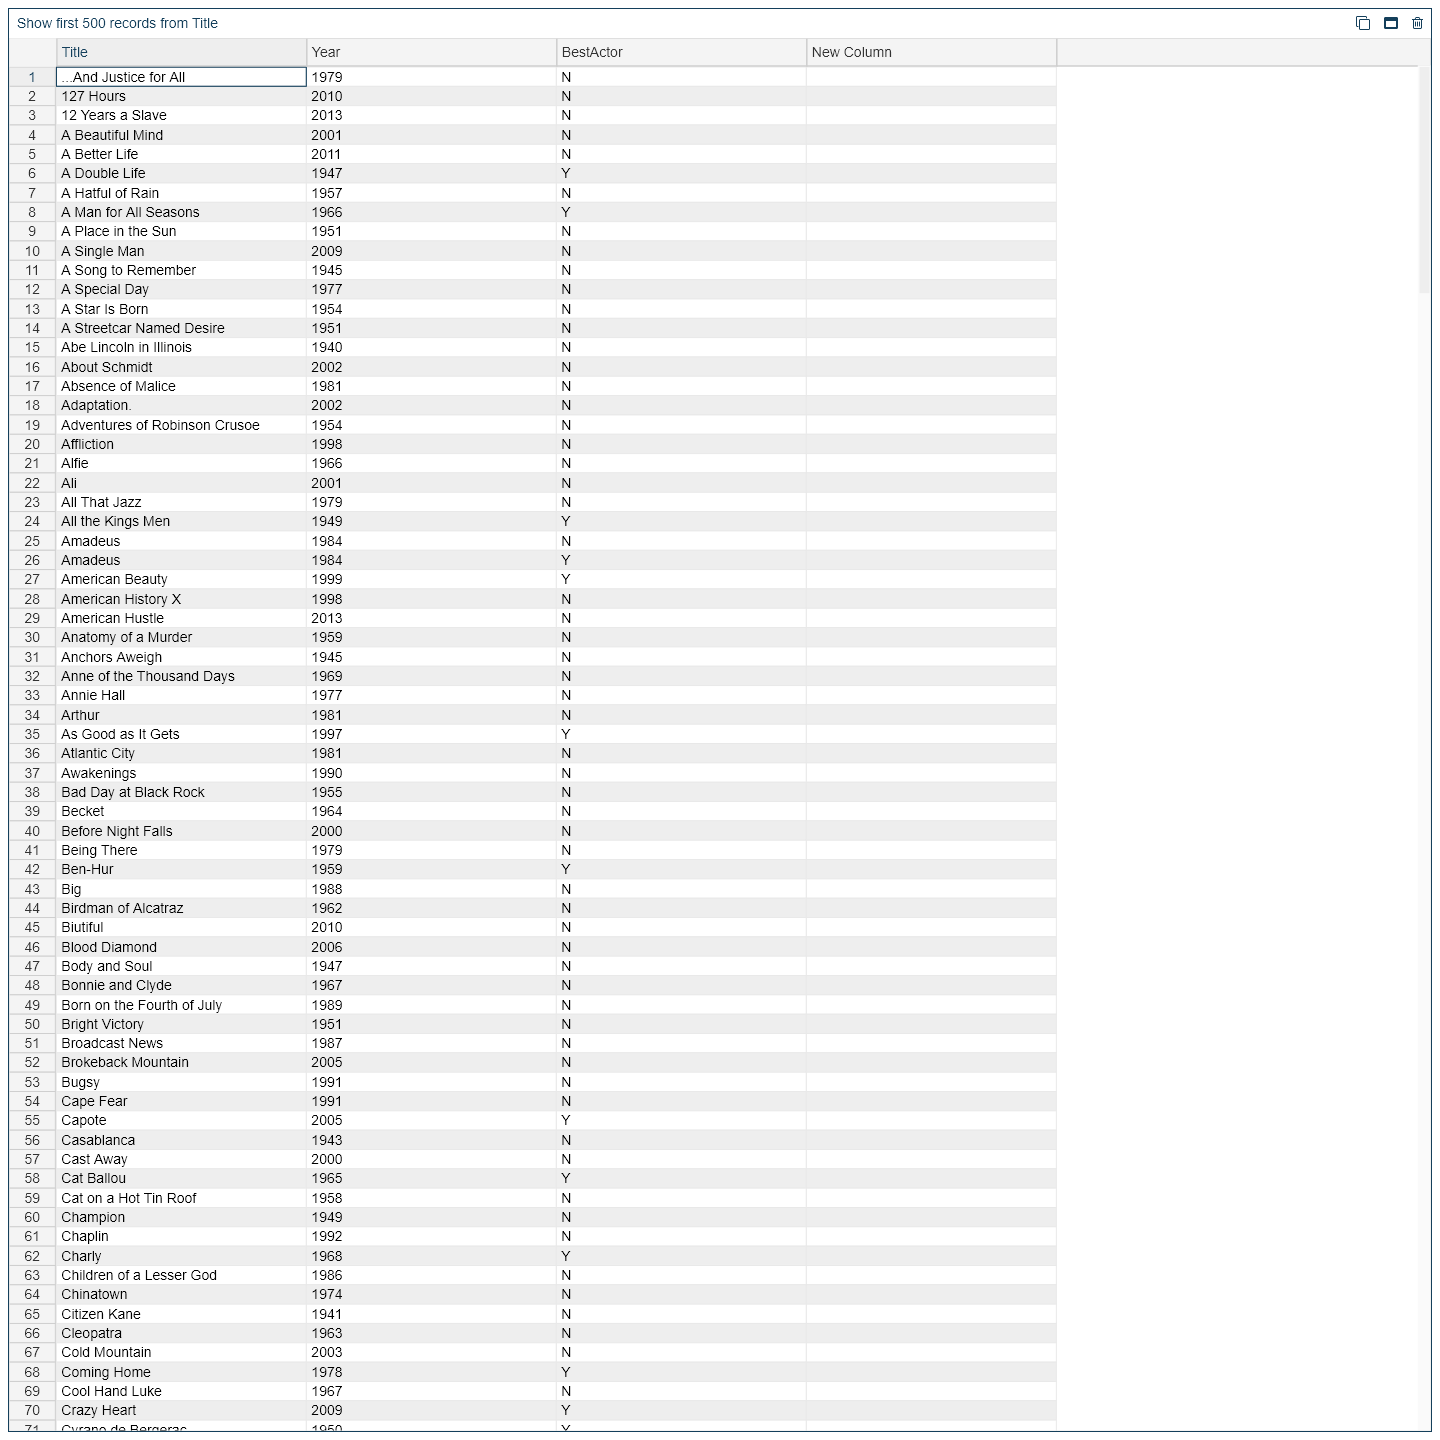 Show first 500 records from Title
Title Year BestActor New Column
1 ...And Justice for All 1979 N
2 127 Hours 2010 N
3 12 Years a Slave 2013 N
4 A Beautiful Mind 2001 N
5 A Better Life 2011 N
6 A Double Life 1947 Y
7 A Hatful of Rain 1957 N
8 A Man for All Seasons 1966 Y
9 A Place in the Sun 1951 N
10 A Single Man 2009 N
11 A Song to Remember 1945 N
12 A Special Day 1977 N
13 A Star Is Born 1954 N
14 A Streetcar Named Desire 1951 N
15 Abe Lincoln in Illinois 1940 N
16 About Schmidt 2002 N
17 Absence of Malice 1981 N
18 Adaptation. 2002 N
19 Adventures of Robinson Crusoe 1954 N
20 Affliction 1998 N
21 Alfie 1966 N
22 Ali 2001 N
23 All That Jazz 1979 N
24 All the Kings Men 1949 Y
25 Amadeus 1984 N
26 Amadeus 1984 Y
27 American Beauty 1999 Y
28 American History X 1998 N
29 American Hustle 2013 N
30 Anatomy of a Murder 1959 N
31 Anchors Aweigh 1945 N
32 Anne of the Thousand Days 1969 N
33 Annie Hall 1977 N
34 Arthur 1981 N
35 As Good as It Gets 1997 Y
36 Atlantic City 1981 N
37 Awakenings 1990 N
38 Bad Day at Black Rock 1955 N
39 Becket 1964 N
40 Before Night Falls 2000 N
41 Being There 1979 N
42 Ben-Hur 1959 Y
43 Big 1988 N
44 Birdman of Alcatraz 1962 N
45 Biutiful 2010 N
46 Blood Diamond 2006 N
47 Body and Soul 1947 N
48 Bonnie and Clyde 1967 N
49 Born on the Fourth of July 1989 N
50 Bright Victory 1951 N
51 Broadcast News 1987 N
52 Brokeback Mountain 2005 N
53 Bugsy 1991 N
54 Cape Fear 1991 N
55 Capote 2005 Y
56 Casablanca 1943 N
57 Cast Away 2000 N
58 Cat Ballou 1965 Y
59 Cat on a Hot Tin Roof 1958 N
60 Champion 1949 N
61 Chaplin 1992 N
62 Charly 1968 Y
63 Children of a Lesser God 1986 N
64 Chinatown 1974 N
65 Citizen Kane 1941 N
66 Cleopatra 1963 N
67 Cold Mountain 2003 N
68 Coming Home 1978 Y
69 Cool Hand Luke 1967 N
70 Crazy Heart 2009 Y
71 Cyrano de Bergerac 1950 Y